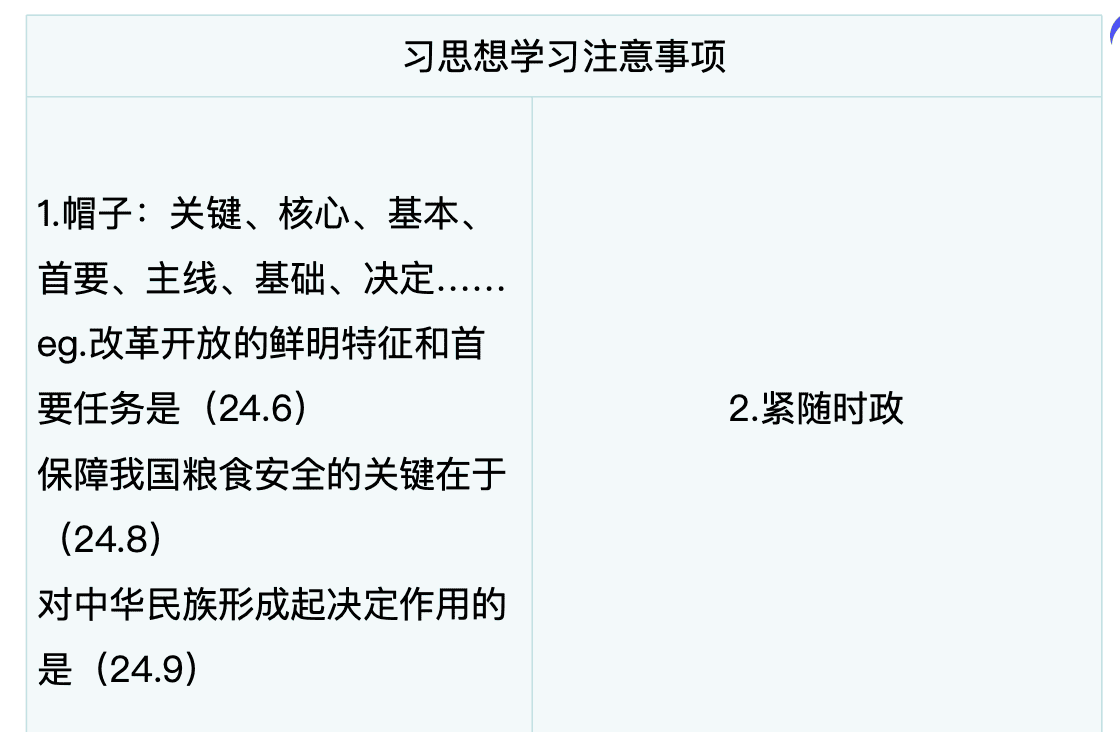 习思想学习注意事项
1.帽子：关键、核心、基本、
首要、主线、基础、决定……
eg.改革开放的鲜明特征和首
要任务是（24.6）
保障我国粮食安全的关键在于
（24.8）
对中华民族形成起决定作用的
是（24.9）
2.紧随时政